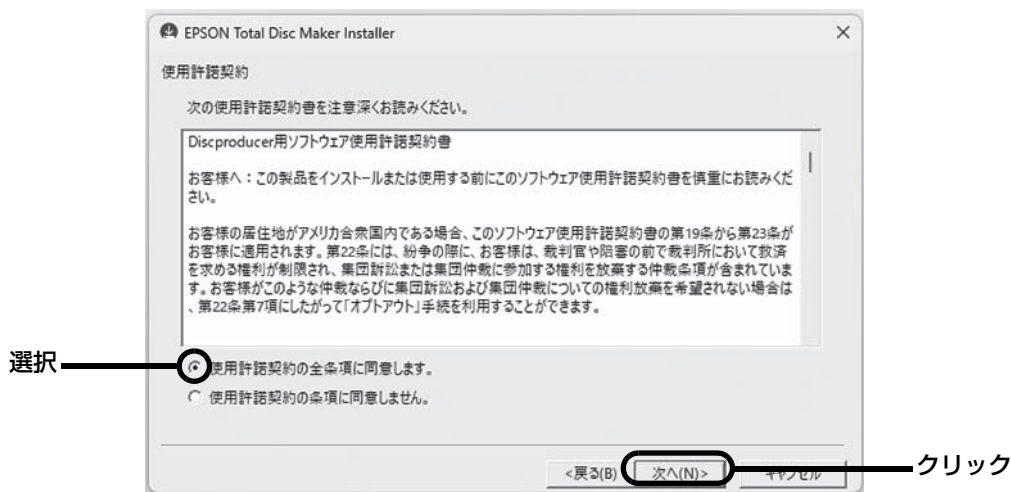 EPSON Total Disc Maker Installer
使用許諾契約
次の使用許諾契約書を注意深くお読みください。
Discproducer用ソフトウェア使用許諾契約書
お客様へ：この製品をインストールまたは使用する前にこのソフトウェア使用許諾契約書を慎重にお読みくだ
さい。
お客様の居住地がアメリカ合衆国内である場合、このソフトウェア使用許諾契約書の第19条から第23条が
お客様に適用されます。第22条には、紛争の際に、お客様は、裁判官や陪審の前で裁判所において救済
を求める権利が制限され、集団訴訟または集団仲裁に参加する権利を放棄する仲裁条項が含まれていま
す。お客様がこのような仲裁ならびに集団訴訟および集団仲裁についての権利放棄を希望されない場合は
、第22条第7項にしたがって「オプトアウト」手続を利用することができます。
選択
使用許諾契約の全条項に同意します。
使用許諾契約の条項に同意しません。
<戻る(B) 次へ(N)> キャンセル
クリック